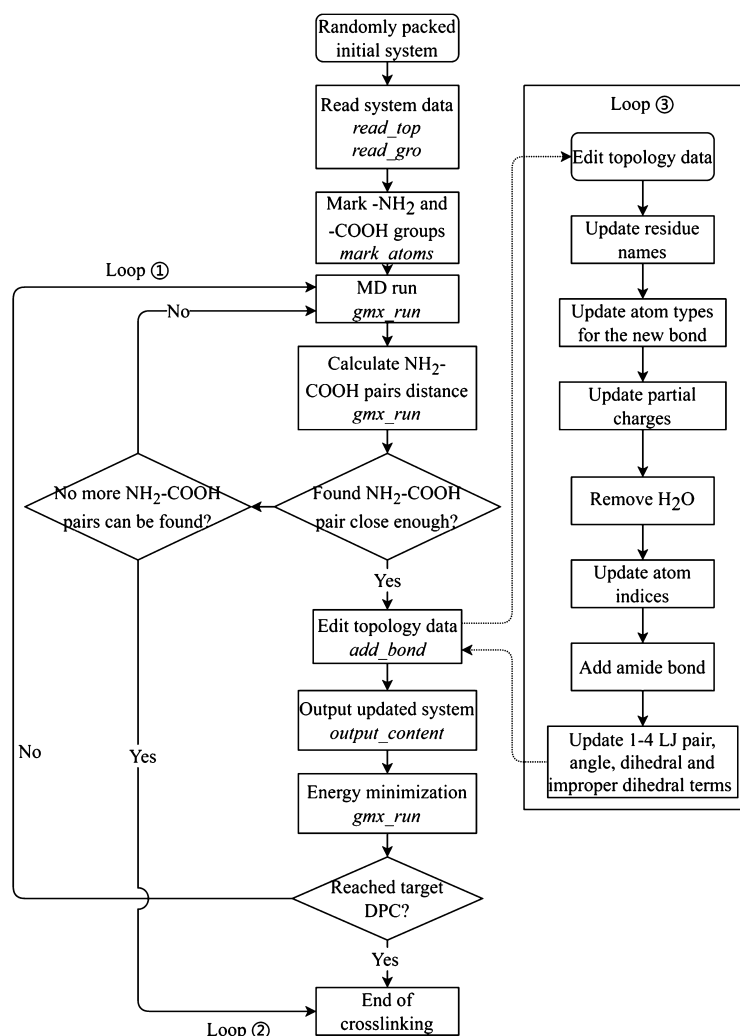 Randomly packed
initial system
Read system data
read_top
read_gro
Mark -NH2 and
-COOH groups
mark_atoms
Loop ①
MD run
gmx_run
No
Calculate NH2-
COOH pairs distance
gmx_run
No more NH2-COOH
pairs can be found?
Found NH2-COOH
pair close enough?
Yes
Edit topology data
add_bond
Output updated system
output_content
No
Yes
Energy minimization
gmx_run
Reached target
DPC?
Yes
End of
crosslinking
Loop ②
Loop ③
Edit topology data
Update residue
names
Update atom types
for the new bond
Update partial
charges
Remove H2O
Update atom
indices
Add amide bond
Update 1-4 LJ pair,
angle, dihedral and
improper dihedral terms